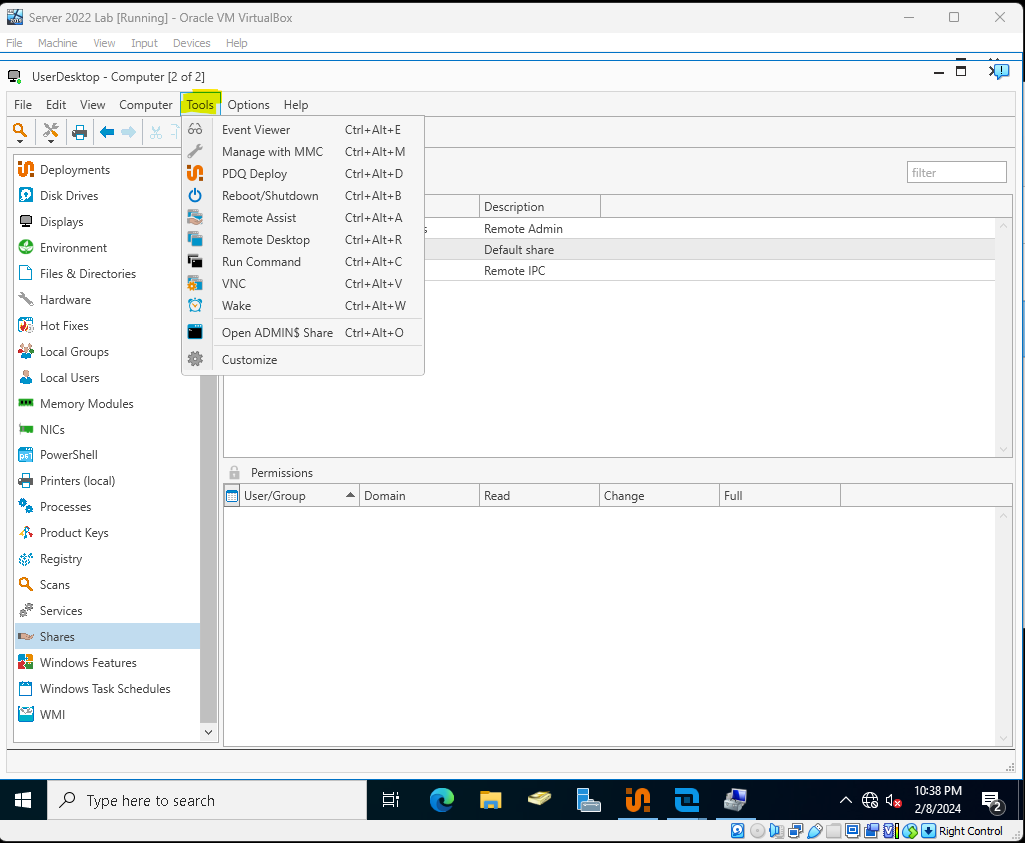 Server 2022 Lab [Running] - Oracle VM VirtualBox
File Machine View Input Devices Help
UserDesktop - Computer [2 of 2]
File Edit View Computer Tools Options Help
Event Viewer Ctrl+Alt+E
Manage with MMC Ctrl+Alt+M
PDQ Deploy Ctrl+Alt+D
Reboot/Shutdown Ctrl+Alt+B
Remote Assist Ctrl+Alt+A
Remote Desktop Ctrl+Alt+R
Run Command Ctrl+Alt+C
VNC Ctrl+Alt+V
Wake Ctrl+Alt+W
Open ADMIN$ Share Ctrl+Alt+O
Customize
Deployments
Disk Drives
Displays
Environment
Files & Directories
Hardware
Hot Fixes
Local Groups
Local Users
Memory Modules
NICs
PowerShell
Printers (local)
Processes
Product Keys
Registry
Scans
Services
Shares
Windows Features
Windows Task Schedules
WMI
filter
Description
Remote Admin
Default share
Remote IPC
Permissions
User/Group Domain Read Change Full
Type here to search
10:38 PM
2/8/2024
2
Right Control